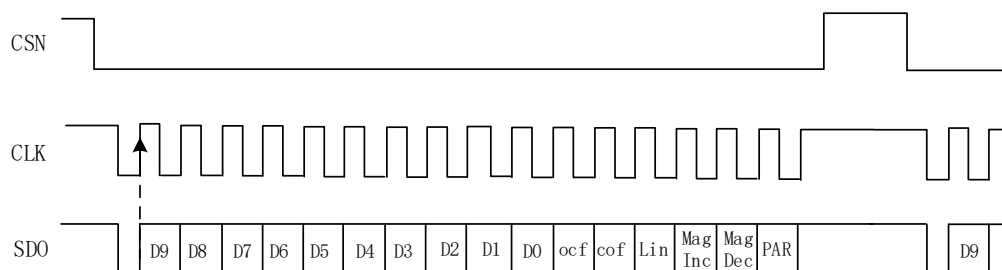 CSN
CLK
SDO D9 D8 D7 D6 D5 D4 D3 D2 D1 D0 ocf cof Lin Mag Inc Mag Dec PAR D9